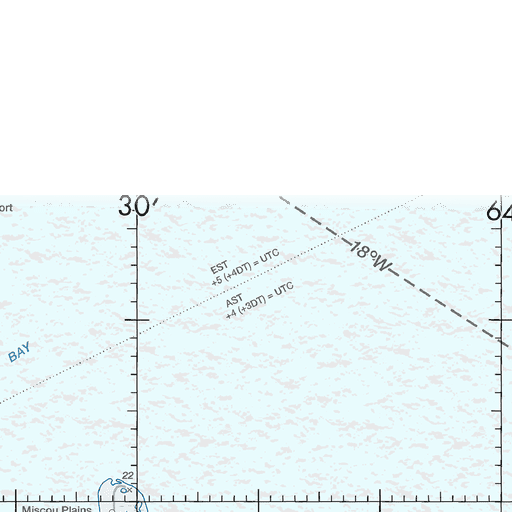 ort
30′
64
18°W
EST
+5 (+4DT) = UTC
AST
+4 (+3DT) = UTC
BAY
22
Miscou Plains